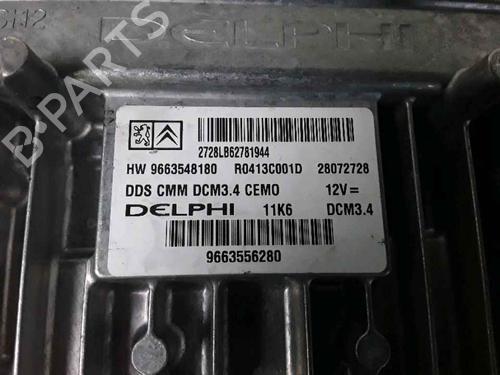 DELPHI
2728LB62781944
HW 9663548180 R0413C001D 28072728
DDS CMM DCM3.4 CEMO 12V=
DELPHI 11K6 DCM3.4
9663556280
B-PARTS